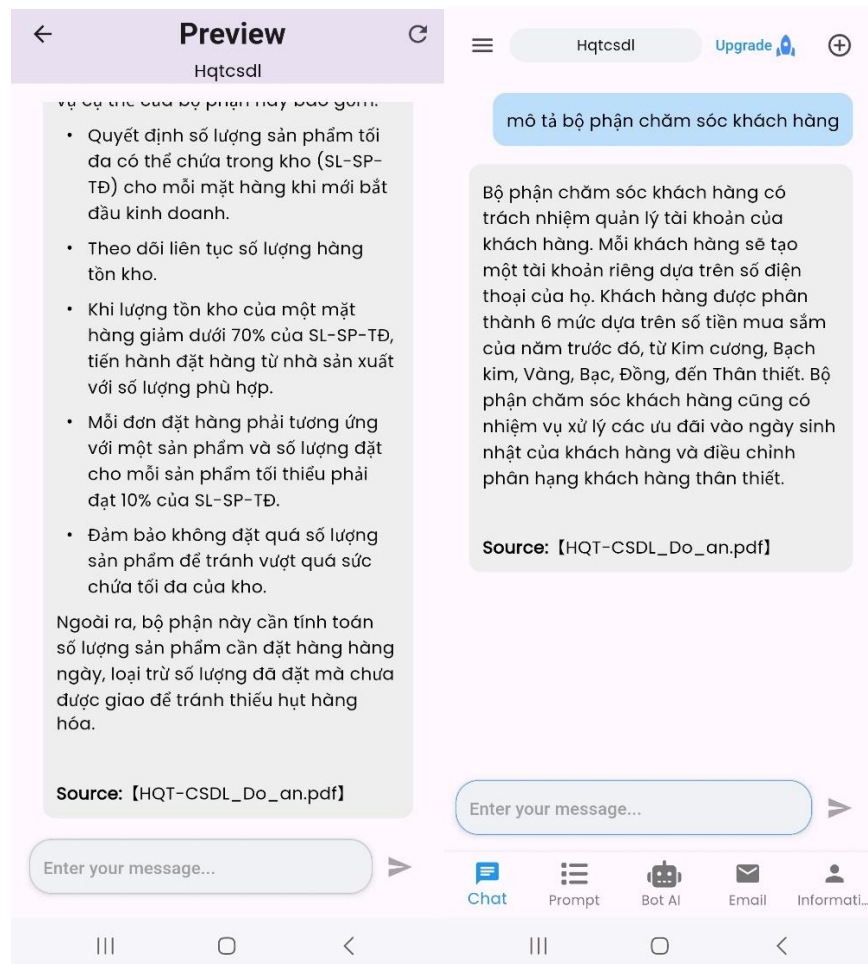 Preview
Hqtcsdl
vụ cụ thể của bộ phận này bao gồm:
• Quyết định số lượng sản phẩm tối
đa có thể chứa trong kho (SL-SP-
TĐ) cho mỗi mặt hàng khi mới bắt
đầu kinh doanh.
• Theo dõi liên tục số lượng hàng
tồn kho.
• Khi lượng tồn kho của một mặt
hàng giảm dưới 70% của SL-SP-TĐ,
tiến hành đặt hàng từ nhà sản xuất
với số lượng phù hợp.
• Mỗi đơn đặt hàng phải tương ứng
với một sản phẩm và số lượng đặt
cho mỗi sản phẩm tối thiểu phải
đạt 10% của SL-SP-TĐ.
• Đảm bảo không đặt quá số lượng
sản phẩm để tránh vượt quá sức
chứa tối đa của kho.
Ngoài ra, bộ phận này cần tính toán
số lượng sản phẩm cần đặt hàng hàng
ngày, loại trừ số lượng đã đặt mà chưa
được giao để tránh thiếu hụt hàng
hóa.
Source: 【HQT-CSDL_Do_an.pdf】
Enter your message...
Hqtcsdl
Upgrade
mô tả bộ phận chăm sóc khách hàng
Bộ phận chăm sóc khách hàng có
trách nhiệm quản lý tài khoản của
khách hàng. Mỗi khách hàng sẽ tạo
một tài khoản riêng dựa trên số điện
thoại của họ. Khách hàng được phân
thành 6 mức dựa trên số tiền mua sắm
của năm trước đó, từ Kim cương, Bạch
kim, Vàng, Bạc, Đồng, đến Thân thiết. Bộ
phận chăm sóc khách hàng cũng có
nhiệm vụ xử lý các ưu đãi vào ngày sinh
nhật của khách hàng và điều chỉnh
phân hạng khách hàng thân thiết.
Source: 【HQT-CSDL_Do_an.pdf】
Enter your message...
Chat
Prompt
Bot AI
Email
Informati...